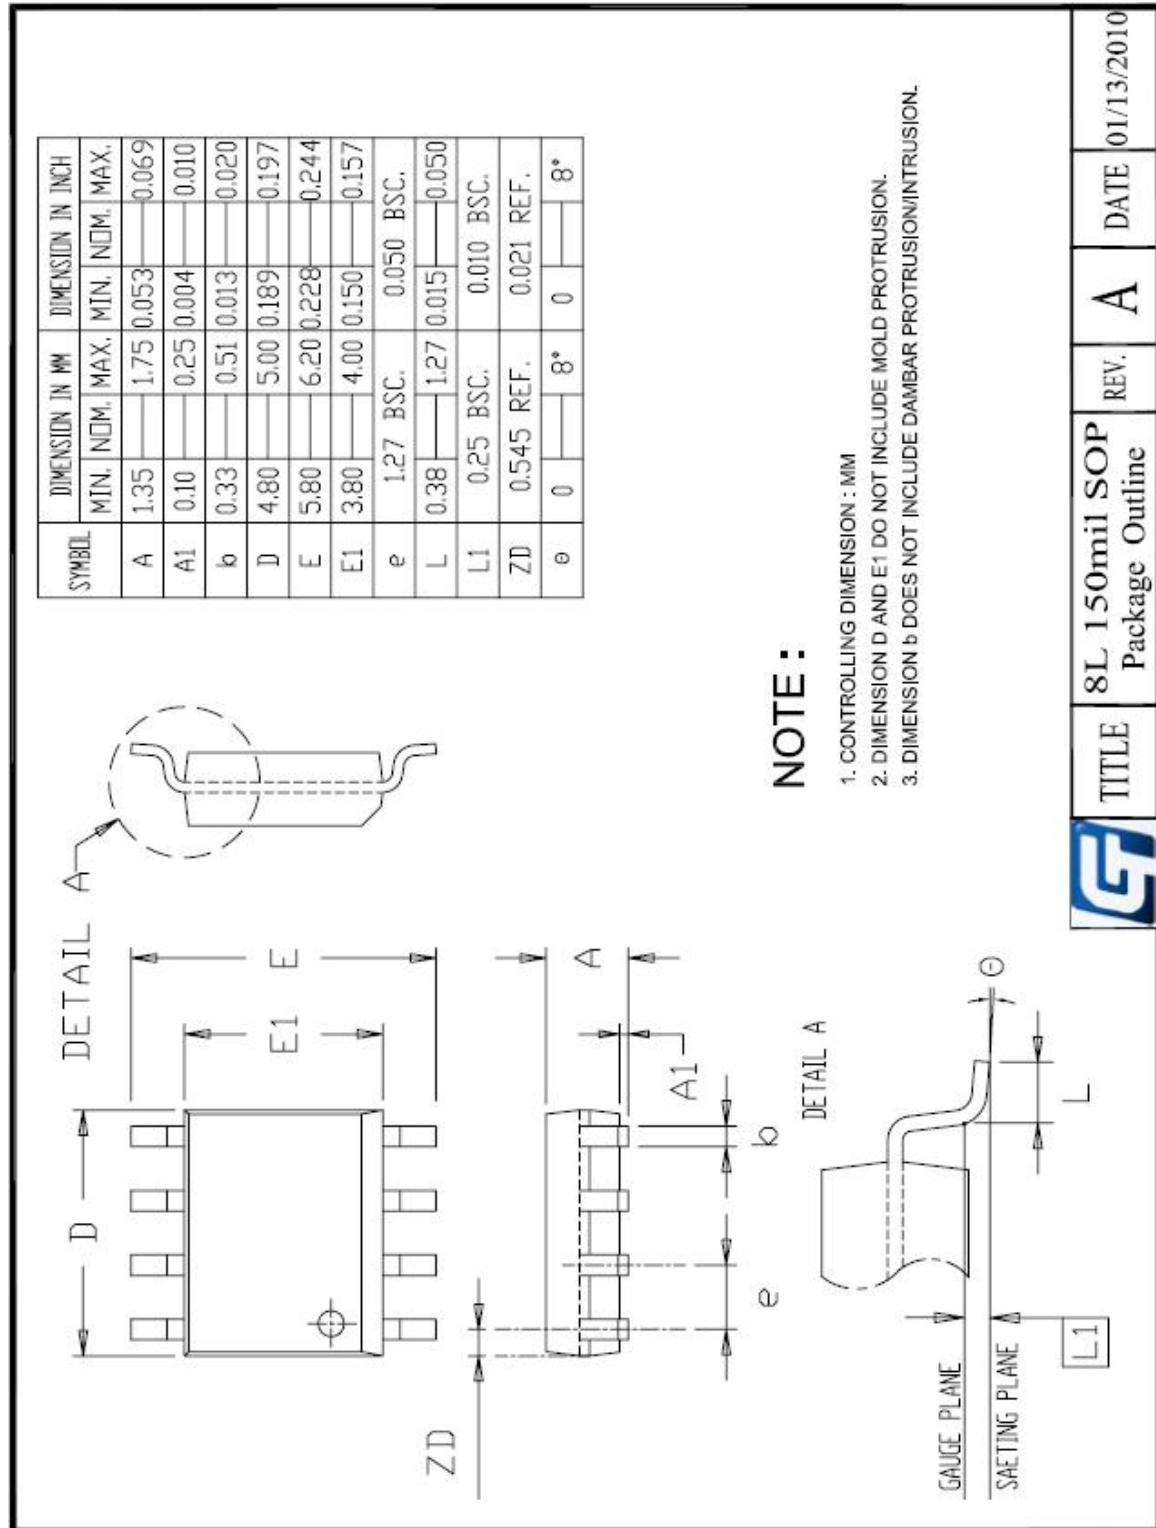 DETAIL A
D
E1
E
ZD
e
b
A1
A
DETAIL A
GAUGE PLANE
SAETING PLANE
L1
L
Θ
SYMBOL DIMENSION IN MM DIMENSION IN INCH
MIN. NOM. MAX. MIN. NOM. MAX.
A 1.35 — 1.75 0.053 — 0.069
A1 0.10 — 0.25 0.004 — 0.010
b 0.33 — 0.51 0.013 — 0.020
D 4.80 — 5.00 0.189 — 0.197
E 5.80 — 6.20 0.228 — 0.244
E1 3.80 — 4.00 0.150 — 0.157
e 1.27 BSC. 0.050 BSC.
L 0.38 — 1.27 0.015 — 0.050
L1 0.25 BSC. 0.010 BSC.
ZD 0.545 REF. 0.021 REF.
Θ 0 — 8° 0 — 8°
NOTE :
1. CONTROLLING DIMENSION : MM
2. DIMENSION D AND E1 DO NOT INCLUDE MOLD PROTRUSION.
3. DIMENSION b DOES NOT INCLUDE DAMBAR PROTRUSION/INTRUSION.
TITLE 8L 150mil SOP REV. A DATE 01/13/2010
Package Outline